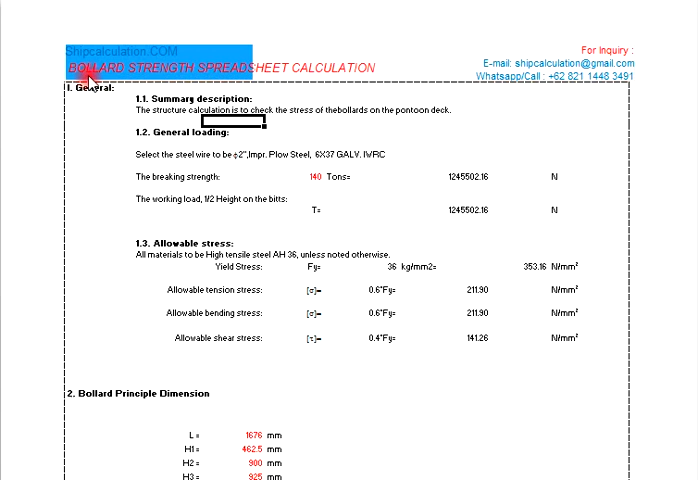 Shipcalculation.COM
For Inquiry :
BOLLARD STRENGTH SPREADSHEET CALCULATION
E-mail: shipcalculation@gmail.com
Whatsapp/Call : +62 821 1448 3491
I. General:
1.1. Summary description:
The structure calculation is to check the stress of thebollards on the pontoon deck.
1.2. General loading:
Select the steel wire to be ϕ2",Impr. Plow Steel, 6X37 GALV. IWRC
The breaking strength: 140 Tons= 1245502.16 N
The working load, 1/2 Height on the bitts:
T= 1245502.16 N
1.3. Allowable stress:
All materials to be High tensile steel AH 36, unless noted otherwise.
Yield Stress: Fy= 36 kg/mm2= 353.16 N/mm²
Allowable tension stress: [σ]= 0.6*Fy= 211.90 N/mm²
Allowable bending stress: [σ]= 0.6*Fy= 211.90 N/mm²
Allowable shear stress: [τ]= 0.4*Fy= 141.26 N/mm²
2. Bollard Principle Dimension
L= 1676 mm
H1= 462.5 mm
H2= 900 mm
H3= 925 mm